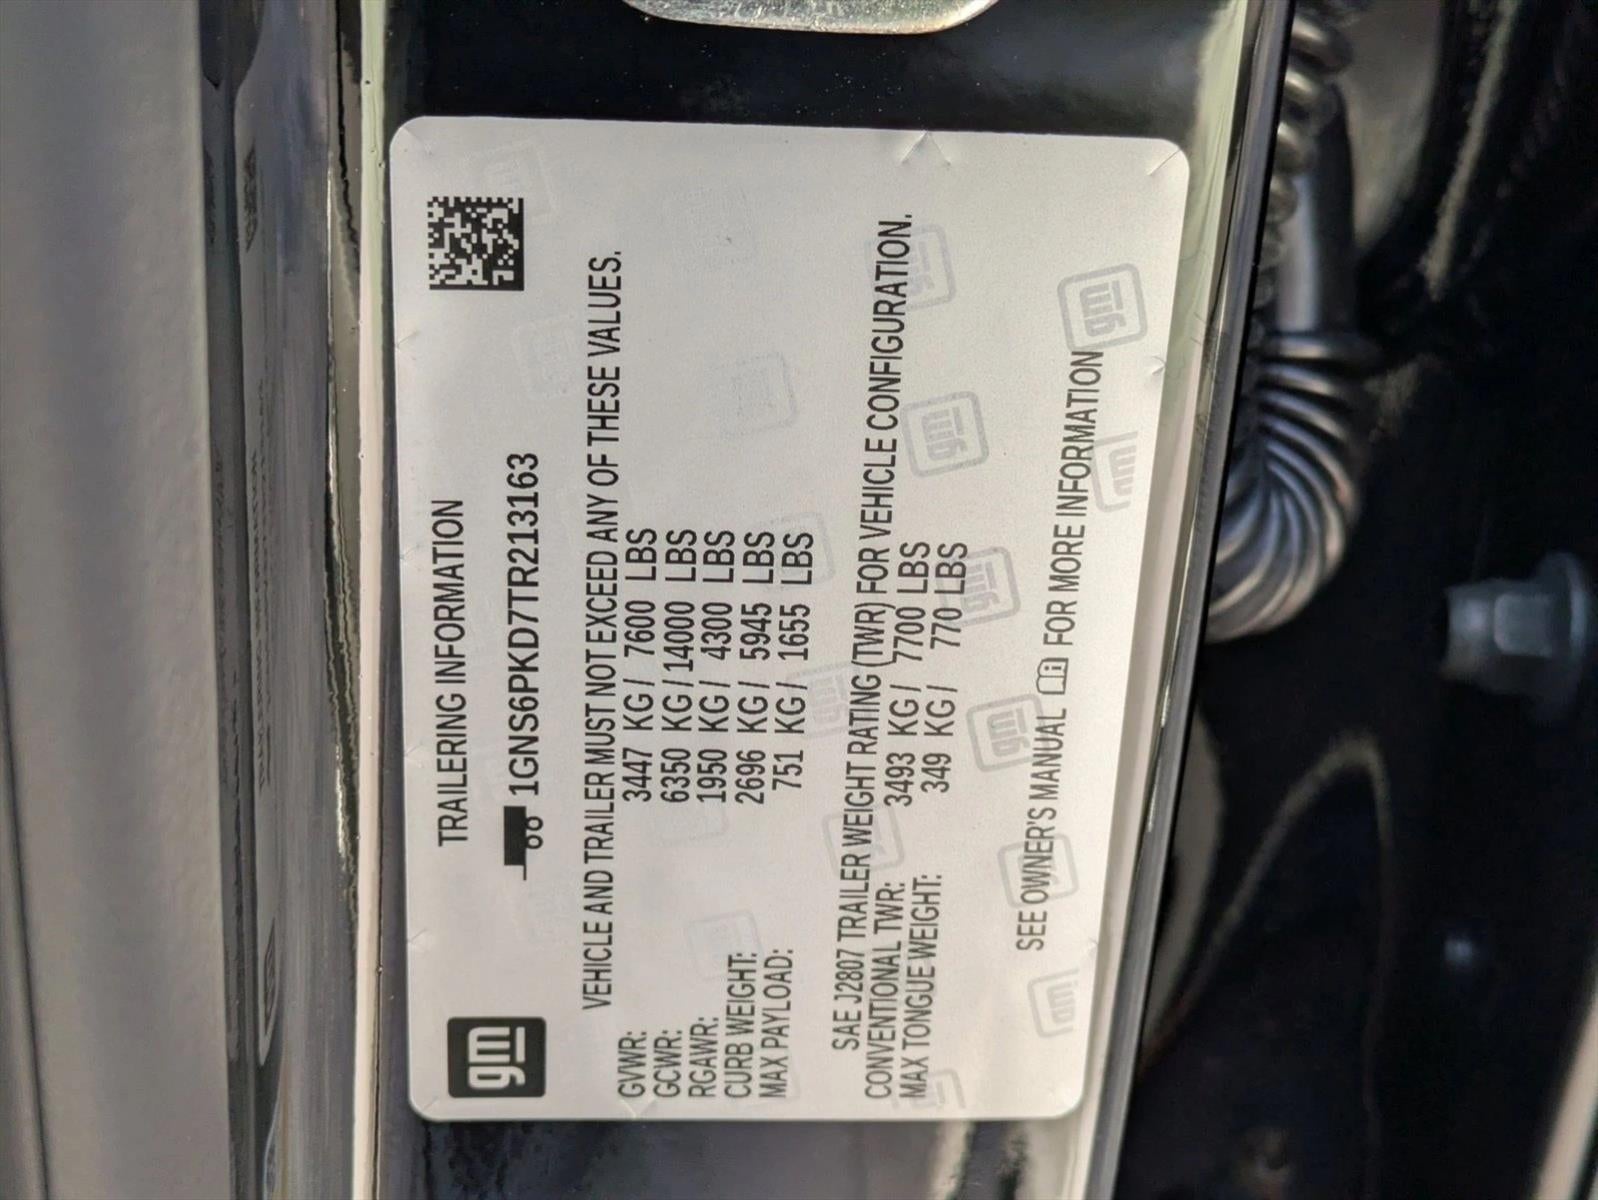 gm
TRAILERING INFORMATION
1GNS6PKD7TR213163
VEHICLE AND TRAILER MUST NOT EXCEED ANY OF THESE VALUES.
GVWR: 3447 KG / 7600 LBS
GCWR: 6350 KG / 14000 LBS
RGAWR: 1950 KG / 4300 LBS
CURB WEIGHT: 2696 KG / 5945 LBS
MAX PAYLOAD: 751 KG / 1655 LBS
SAE J2807 TRAILER WEIGHT RATING (TWR) FOR VEHICLE CONFIGURATION.
CONVENTIONAL TWR: 3493 KG / 7700 LBS
MAX TONGUE WEIGHT: 349 KG / 770 LBS
SEE OWNER'S MANUAL FOR MORE INFORMATION